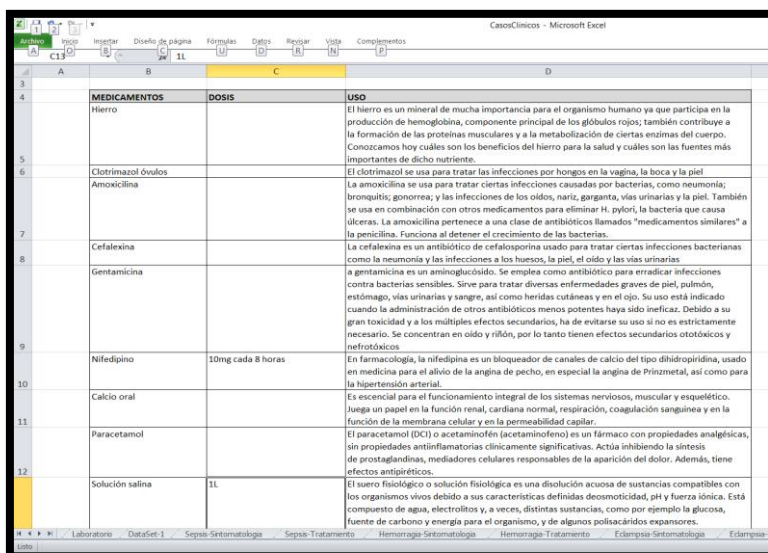 CasosClinicos - Microsoft Excel
1 2 3
Archivo Inicio Insertar Diseño de página Fórmulas Datos Revisar Vista Complementos
A O B C U D R N P
C13 fx 1L
A B C D
3
4 MEDICAMENTOS DOSIS USO
Hierro El hierro es un mineral de mucha importancia para el organismo humano ya que participa en la
producción de hemoglobina, componente principal de los glóbulos rojos; también contribuye a
la formación de las proteínas musculares y a la metabolización de ciertas enzimas del cuerpo.
Conozcamos hoy cuáles son los beneficios del hierro para la salud y cuáles son las fuentes más
5 importantes de dicho nutriente.
6 Clotrimazol óvulos El clotrimazol se usa para tratar las infecciones por hongos en la vagina, la boca y la piel
Amoxicilina La amoxicilina se usa para tratar ciertas infecciones causadas por bacterias, como neumonía;
bronquitis; gonorrea; y las infecciones de los oídos, nariz, garganta, vías urinarias y la piel. También
se usa en combinación con otros medicamentos para eliminar H. pylori, la bacteria que causa
úlceras. La amoxicilina pertenece a una clase de antibióticos llamados "medicamentos similares" a
7 la penicilina. Funciona al detener el crecimiento de las bacterias.
Cefalexina La cefalexina es un antibiótico de cefalosporina usado para tratar ciertas infecciones bacterianas
8 como la neumonía y las infecciones a los huesos, la piel, el oído y las vías urinarias
Gentamicina a gentamicina es un aminoglucósido. Se emplea como antibiótico para erradicar infecciones
contra bacterias sensibles. Sirve para tratar diversas enfermedades graves de piel, pulmón,
estómago, vías urinarias y sangre, así como heridas cutáneas y en el ojo. Su uso está indicado
cuando la administración de otros antibióticos menos potentes haya sido ineficaz. Debido a su
gran toxicidad y a los múltiples efectos secundarios, ha de evitarse su uso si no es estrictamente
necesario. Se concentran en oído y riñón, por lo tanto tienen efectos secundarios ototóxicos y
9 nefrotóxicos
Nifedipino 10mg cada 8 horas En farmacología, la nifedipina es un bloqueador de canales de calcio del tipo dihidropiridina, usado
en medicina para el alivio de la angina de pecho, en especial la angina de Prinzmetal, así como para
10 la hipertensión arterial.
Calcio oral Es escencial para el funcionamiento integral de los sistemas nerviosos, muscular y esquelético.
Juega un papel en la función renal, cardiana normal, respiración, coagulación sanguinea y en la
11 función de la membrana celular y en la permeabilidad capilar.
Paracetamol El paracetamol (DCI) o acetaminofén (acetaminofeno) es un fármaco con propiedades analgésicas,
sin propiedades antiinflamatorias clínicamente significativas. Actúa inhibiendo la síntesis
de prostaglandinas, mediadores celulares responsables de la aparición del dolor. Además, tiene
12 efectos antipiréticos.
Solución salina 1L El suero fisiológico o solución fisiológica es una disolución acuosa de sustancias compatibles con
los organismos vivos debido a sus características definidas deosmoticidad, pH y fuerza iónica. Está
compuesto de agua, electrolitos y, a veces, distintas sustancias, como por ejemplo la glucosa,
fuente de carbono y energía para el organismo, y de algunos polisacáridos expansores.
Laboratorio DataSet-1 Sepsis-Sintomatologia Sepsis-Tratamiento Hemorragia-Sintomatologia Hemorragia-Tratamiento Eclampsia-Sintomatologia Eclampsia-
Listo